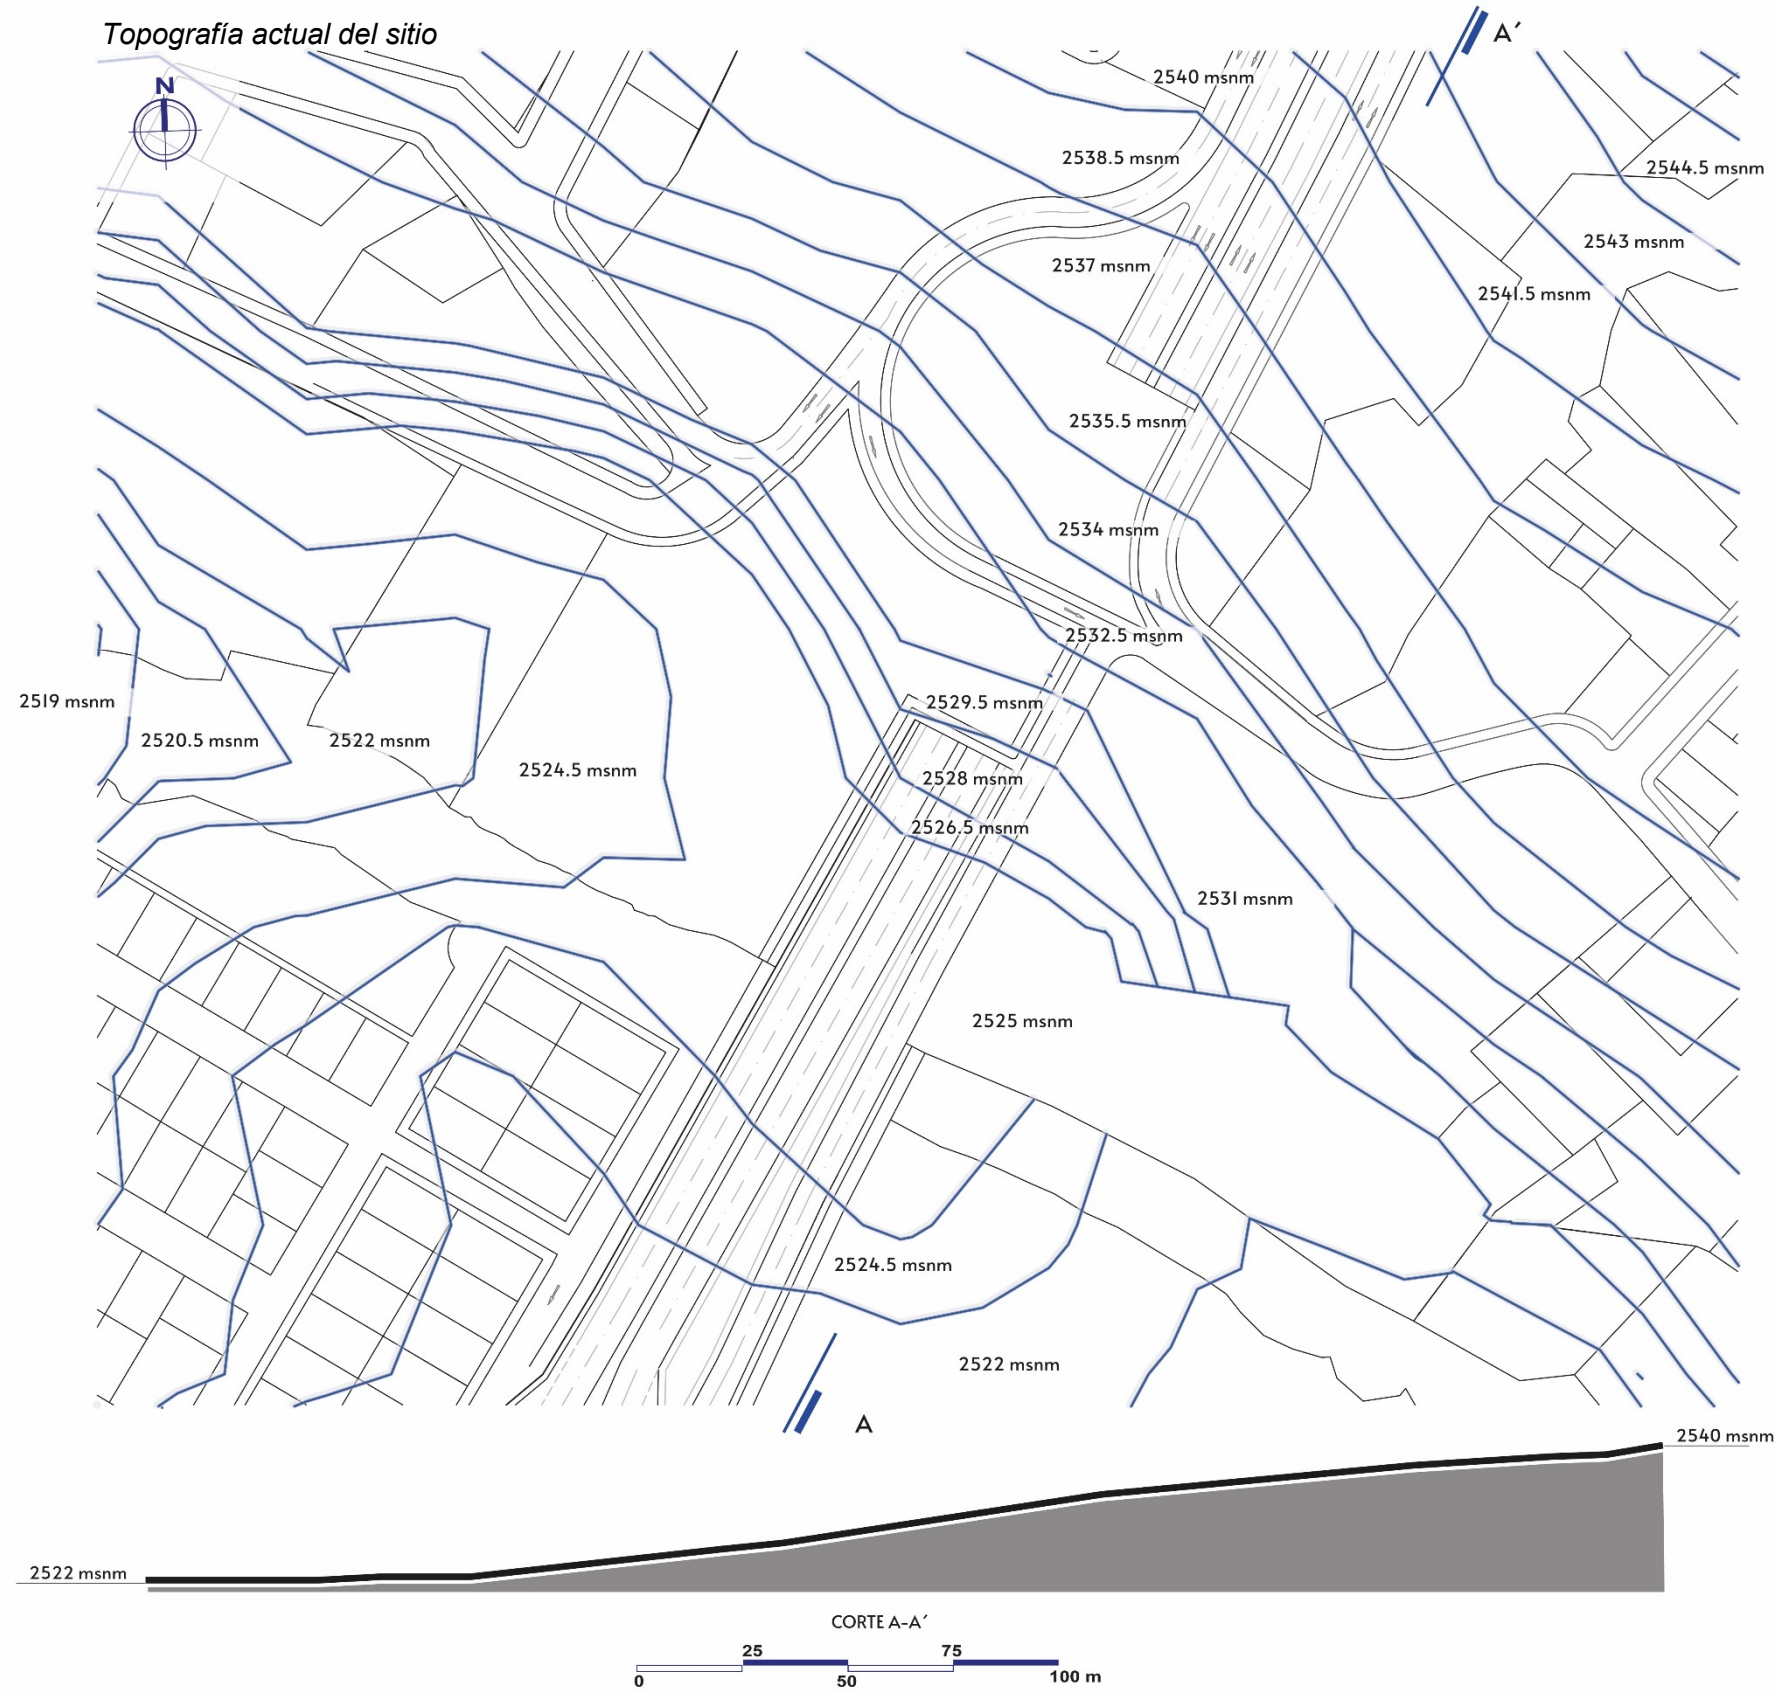 Topografía actual del sitio
A′
2540 msnm
N
2538.5 msnm
2544.5 msnm
2543 msnm
2537 msnm
2541.5 msnm
2535.5 msnm
2534 msnm
2532.5 msnm
2519 msnm
2529.5 msnm
2520.5 msnm
2522 msnm
2524.5 msnm
2528 msnm
2526.5 msnm
2531 msnm
2525 msnm
2524.5 msnm
2522 msnm
A
2540 msnm
2522 msnm
CORTE A-A′
25
75
0
50
100 m